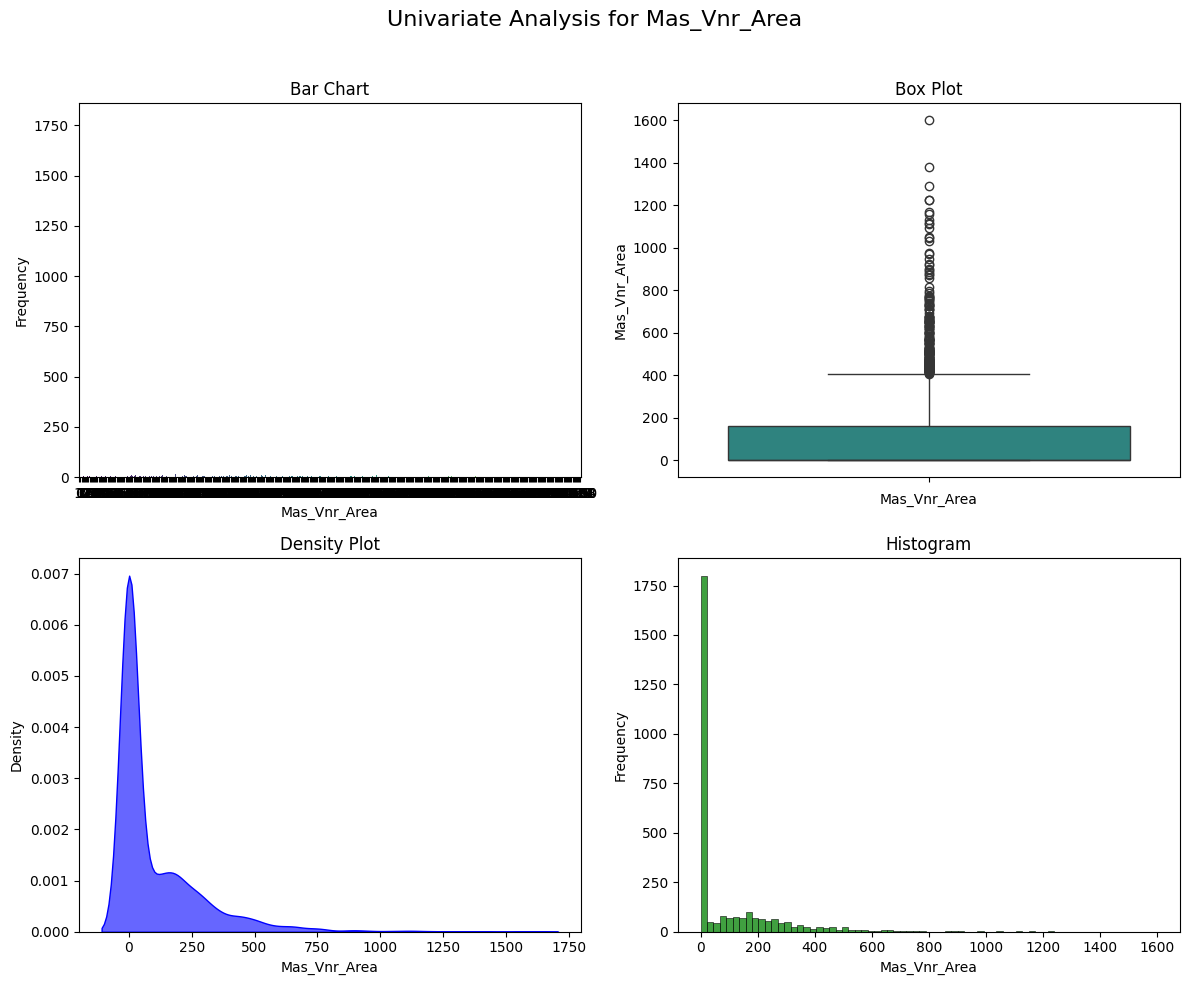 Univariate Analysis for Mas_Vnr_Area
Bar Chart
1750
1500
1250
1000
750
500
250
0
Frequency
Mas_Vnr_Area
Box Plot
1600
1400
1200
1000
800
600
400
200
0
Mas_Vnr_Area
Mas_Vnr_Area
Density Plot
0.007
0.006
0.005
0.004
0.003
0.002
0.001
0.000
Density
0 250 500 750 1000 1250 1500 1750
Mas_Vnr_Area
Histogram
1750
1500
1250
1000
750
500
250
0
Frequency
0 200 400 600 800 1000 1200 1400 1600
Mas_Vnr_Area